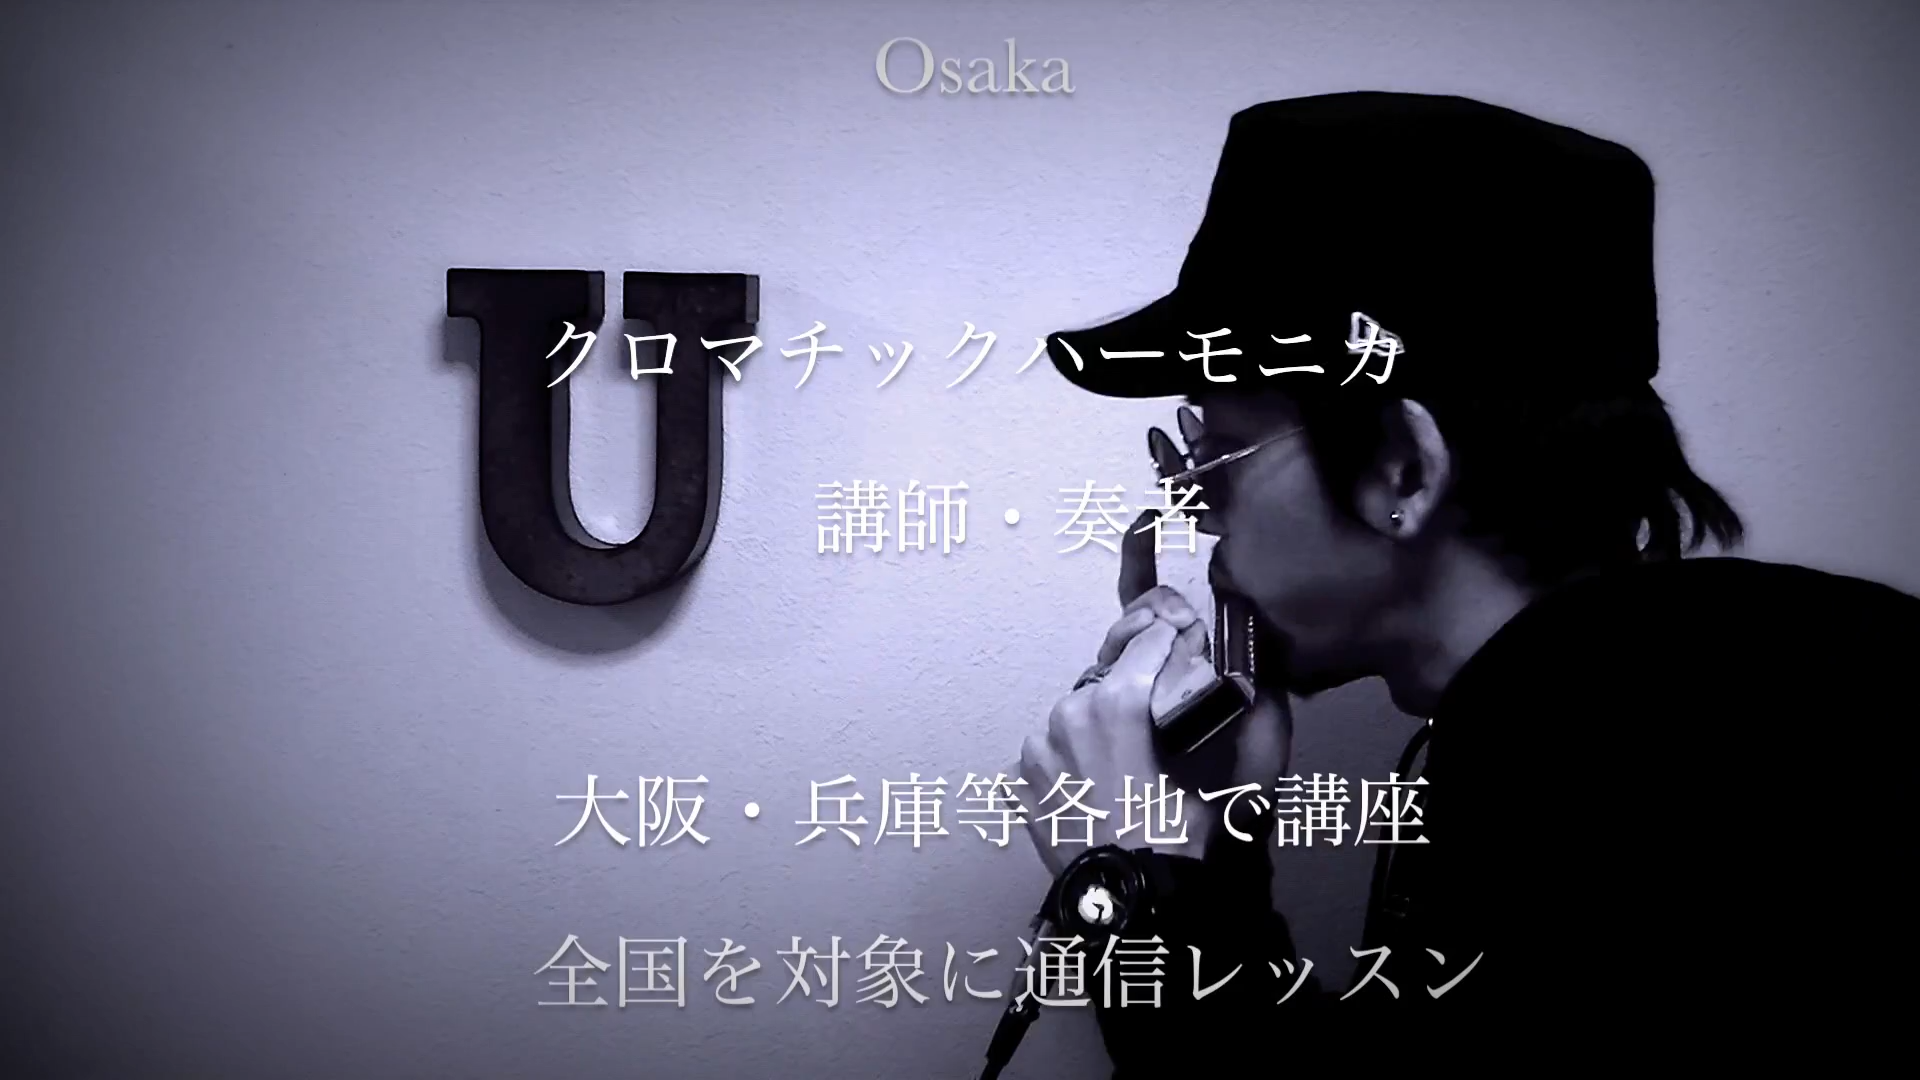 Osaka
U
クロマチックハーモニカ
講師・奏者
大阪・兵庫等各地で講座
全国を対象に通信レッスン